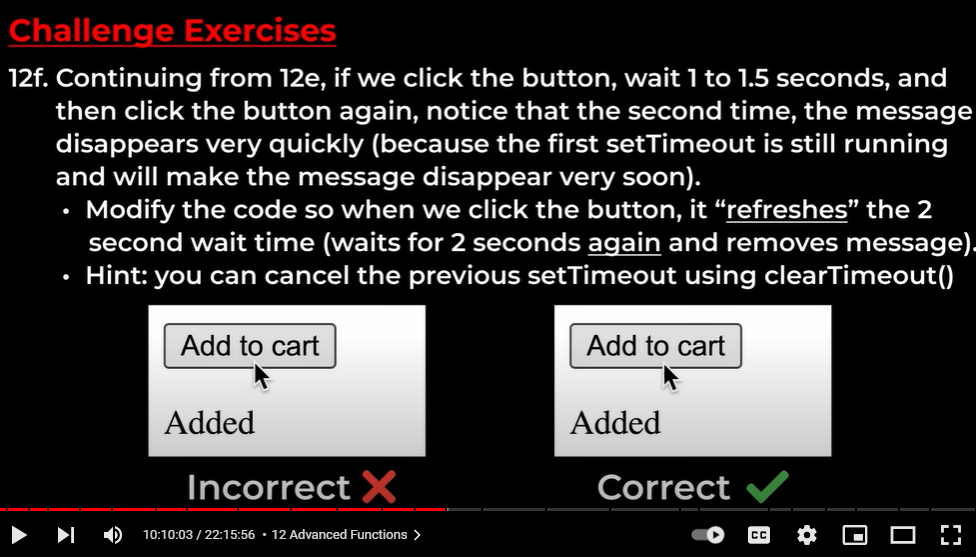 Challenge Exercises
12f. Continuing from 12e, if we click the button, wait 1 to 1.5 seconds, and
then click the button again, notice that the second time, the message
disappears very quickly (because the first setTimeout is still running
and will make the message disappear very soon).
• Modify the code so when we click the button, it “refreshes” the 2
second wait time (waits for 2 seconds again and removes message).
• Hint: you can cancel the previous setTimeout using clearTimeout()
Add to cart
Added
Incorrect ❌
Add to cart
Added
Correct ✔
10:10:03 / 22:15:56 • 12 Advanced Functions >
CC